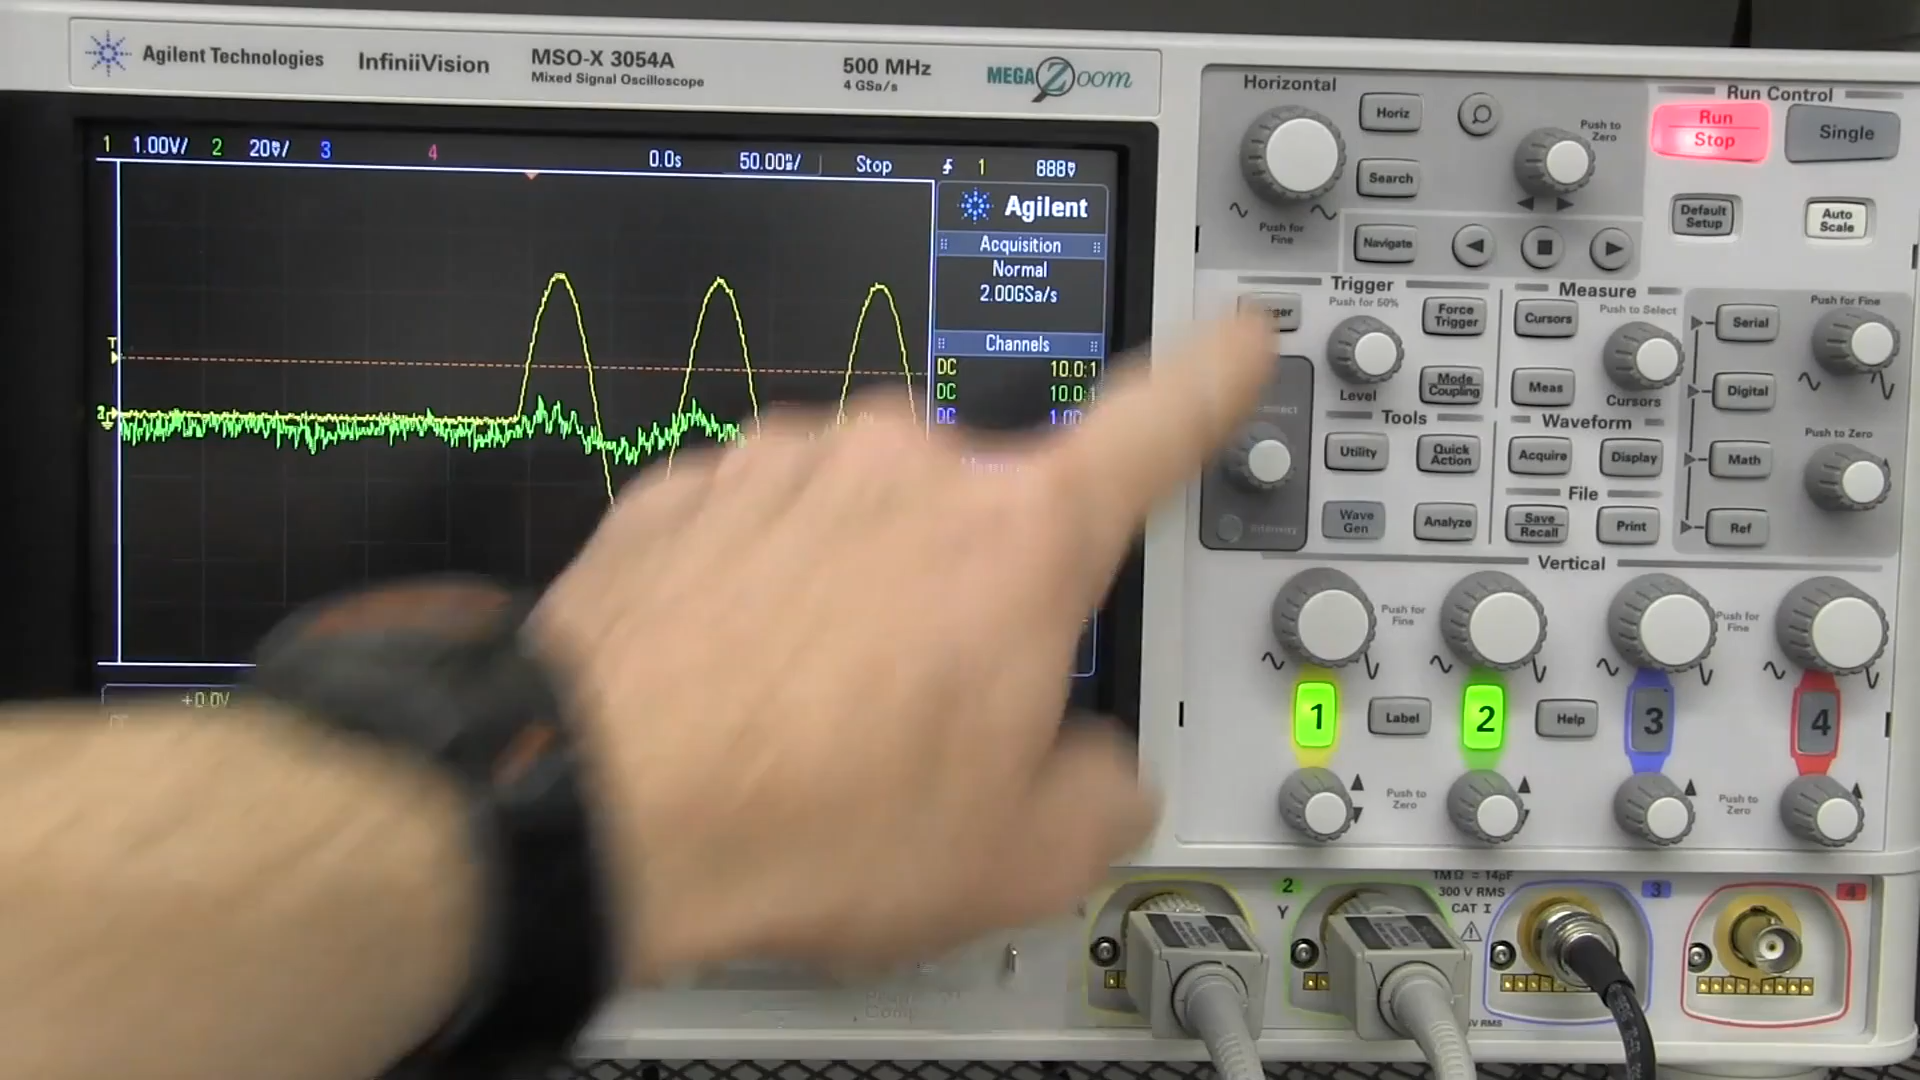 Agilent Technologies
InfiniiVision
MSO-X 3054A
Mixed Signal Oscilloscope
500 MHz
4 GSa/s
MEGA Zoom
1 1.00V/ 2 20mV/ 3 4 0.0s 50.00ns/ Stop 1 888mV
Agilent
Acquisition
Normal
2.00GSa/s
Channels
DC 10.0:1
DC 10.0:1
DC 1.00:
T
+0.0V
Horizontal
Horiz
Search
Navigate
Push for
Fine
Push to
Zero
Run Control
Run
Stop
Single
Default
Setup
Auto
Scale
Trigger
Push for 50%
Level
Force
Trigger
Mode
Coupling
Tools
Utility
Quick
Action
Wave
Gen
Analyze
Intensity
Measure
Cursors
Push to Select
Meas
Cursors
Waveform
Acquire
Display
File
Save
Recall
Print
Serial
Digital
Math
Ref
Push for Fine
Push to Zero
Vertical
Push for
Fine
Push for
Fine
1
Label
2
Help
3
4
Push to
Zero
Push to
Zero
2
Y
1MΩ = 14pF
300 V RMS
CAT I
3
4
V RMS